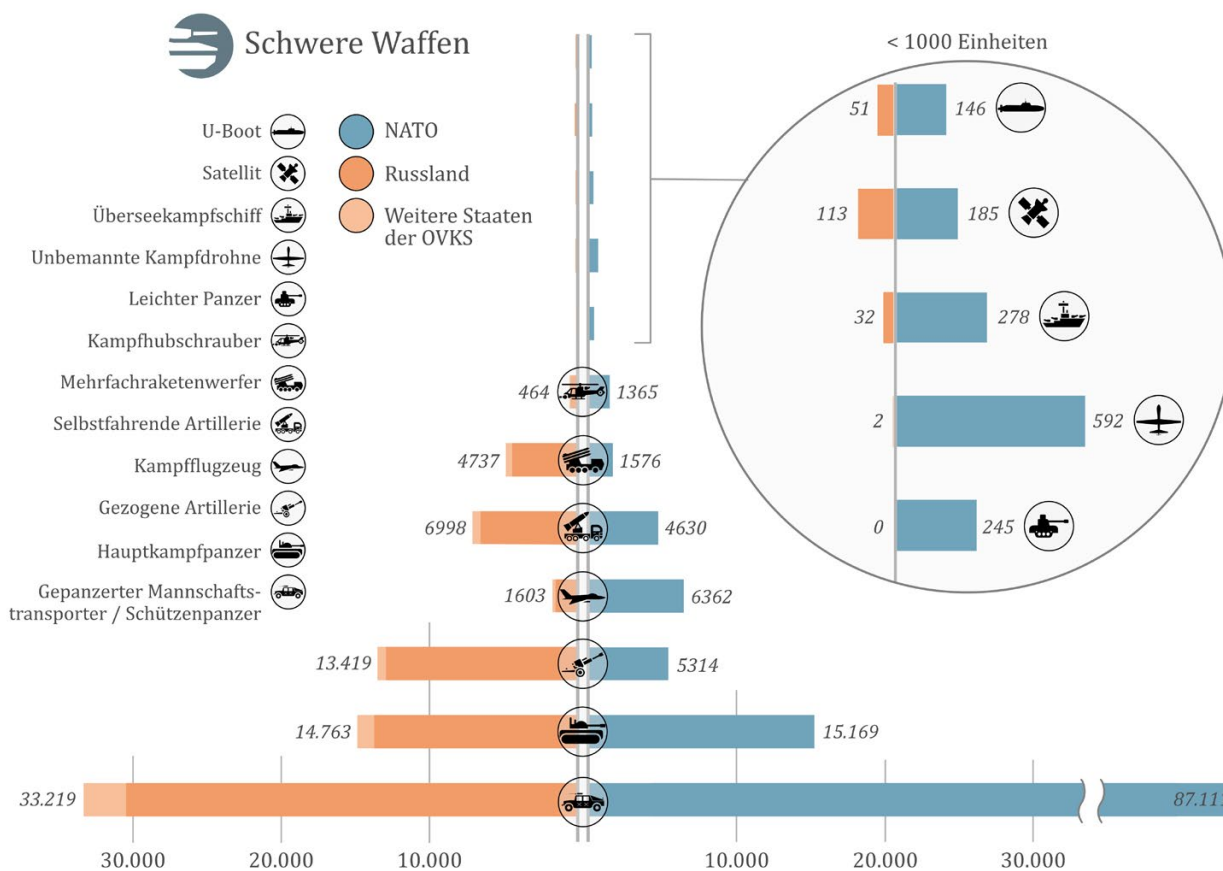 Schwere Waffen
< 1000 Einheiten
U-Boot
Satellit
Überseekampfschiff
Unbemannte Kampfdrohne
Leichter Panzer
Kampfhubschrauber
Mehrfachraketenwerfer
Selbstfahrende Artillerie
Kampfflugzeug
Gezogene Artillerie
Hauptkampfpanzer
Gepanzerter Mannschafts-
transporter / Schützenpanzer
NATO
Russland
Weitere Staaten
der OVKS
51 146
113 185
32 278
2 592
0 245
464 1365
4737 1576
6998 4630
1603 6362
13.419 5314
14.763 15.169
33.219
30.000 20.000 10.000 10.000 20.000 30.000